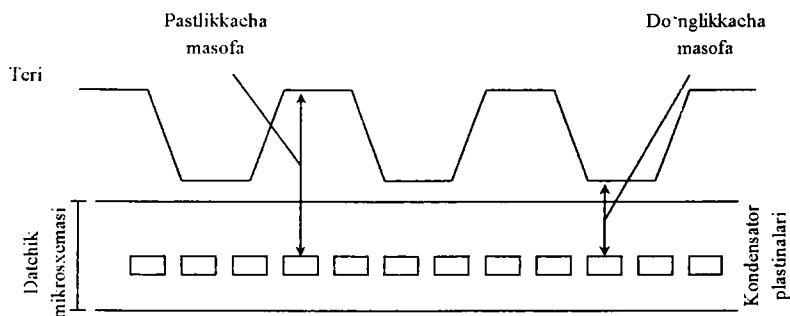 Pastlikkacha
masofa
Do‘nglikkacha
masofa
Teri
Datchik
mikrosxemasi
Kondensator
plastinalari